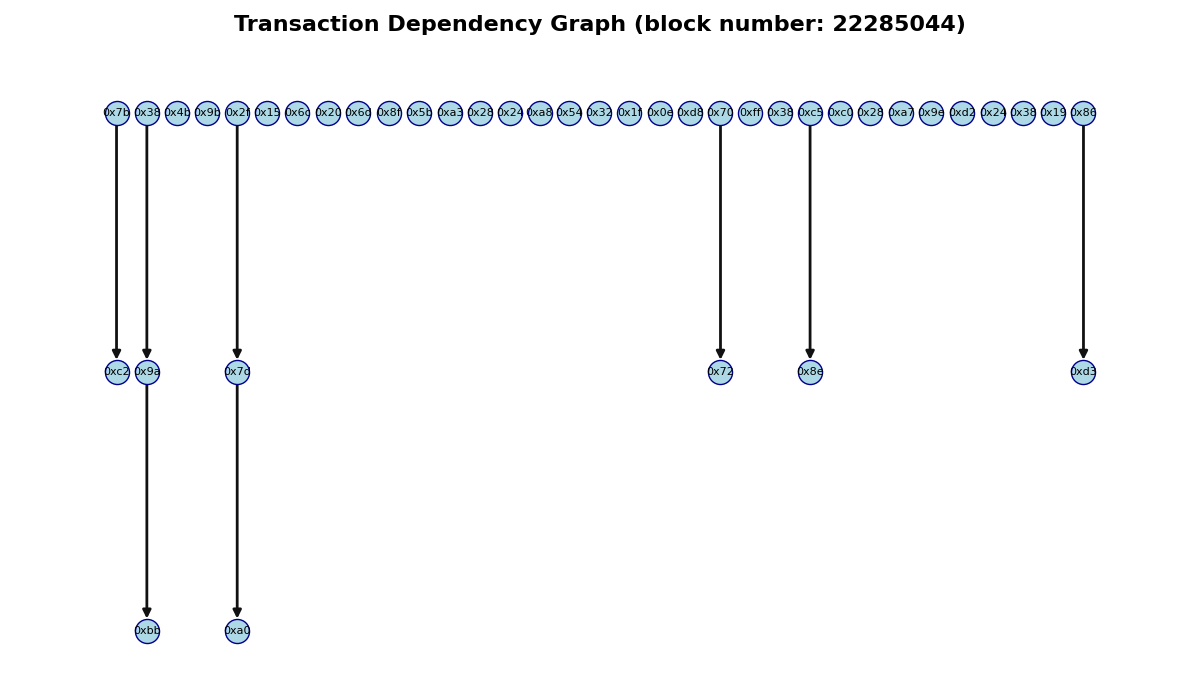 Transaction Dependency Graph (block number: 22285044)
0x7b 0x38 0x4b 0x9b 0x2f 0x15 0x6c 0x20 0x6d 0x8f 0x5b 0xa3 0x28 0x24 0xa8 0x54 0x32 0x1f 0x0e 0xd8 0x70 0xff 0x38 0xc5 0xc0 0x28 0xa7 0x9e 0xd2 0x24 0x38 0x19 0x86
0xc2 0x9a 0x7d 0x72 0x8e 0xd3
0xbb 0xa0